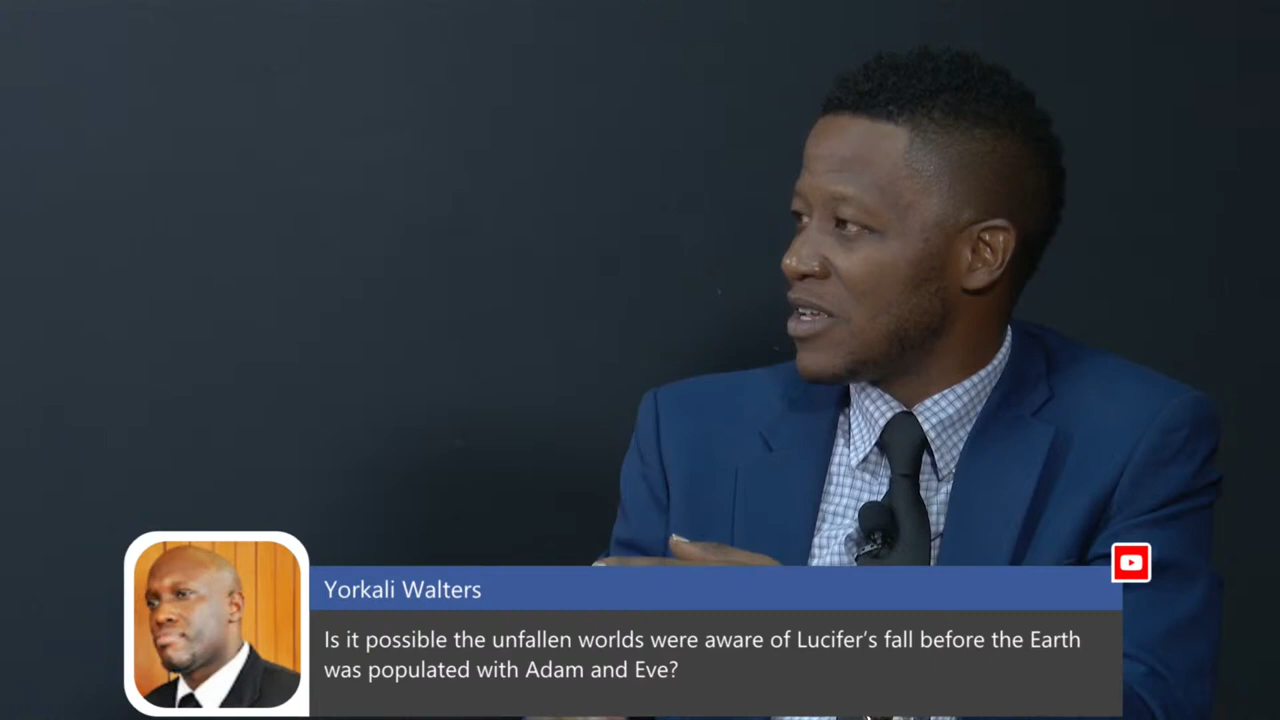 Yorkali Walters
Is it possible the unfallen worlds were aware of Lucifer’s fall before the Earth
was populated with Adam and Eve?